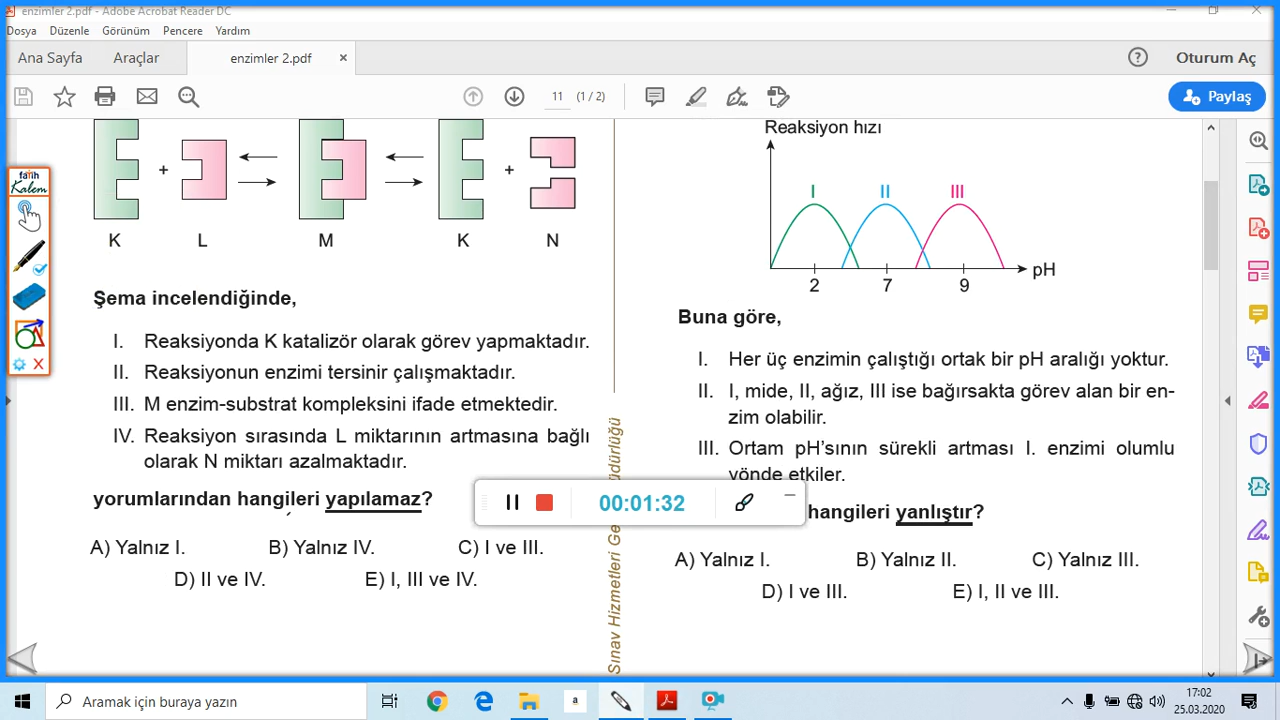 enzimler 2.pdf - Adobe Acrobat Reader DC
Dosya Düzenle Görünüm Pencere Yardım
Ana Sayfa Araçlar enzimler 2.pdf × ? Oturum Aç
11 (1 / 2) Paylaş
fatih
Kalem
+ +
K L M K N
Şema incelendiğinde,
I. Reaksiyonda K katalizör olarak görev yapmaktadır.
II. Reaksiyonun enzimi tersinir çalışmaktadır.
III. M enzim-substrat kompleksini ifade etmektedir.
IV. Reaksiyon sırasında L miktarının artmasına bağlı
olarak N miktarı azalmaktadır.
yorumlarından hangileri yapılamaz?
A) Yalnız I. B) Yalnız IV. C) I ve III.
D) II ve IV. E) I, III ve IV.
Sınav Hizmetleri Ge
üdürlüğü
Reaksiyon hızı
I II III
2 7 9 pH
Buna göre,
I. Her üç enzimin çalıştığı ortak bir pH aralığı yoktur.
II. I, mide, II, ağız, III ise bağırsakta görev alan bir en-
zim olabilir.
III. Ortam pH’sının sürekli artması I. enzimi olumlu
yönde etkiler.
hangileri yanlıştır?
A) Yalnız I. B) Yalnız II. C) Yalnız III.
D) I ve III. E) I, II ve III.
00:01:32
Aramak için buraya yazın
a
17:02
25.03.2020